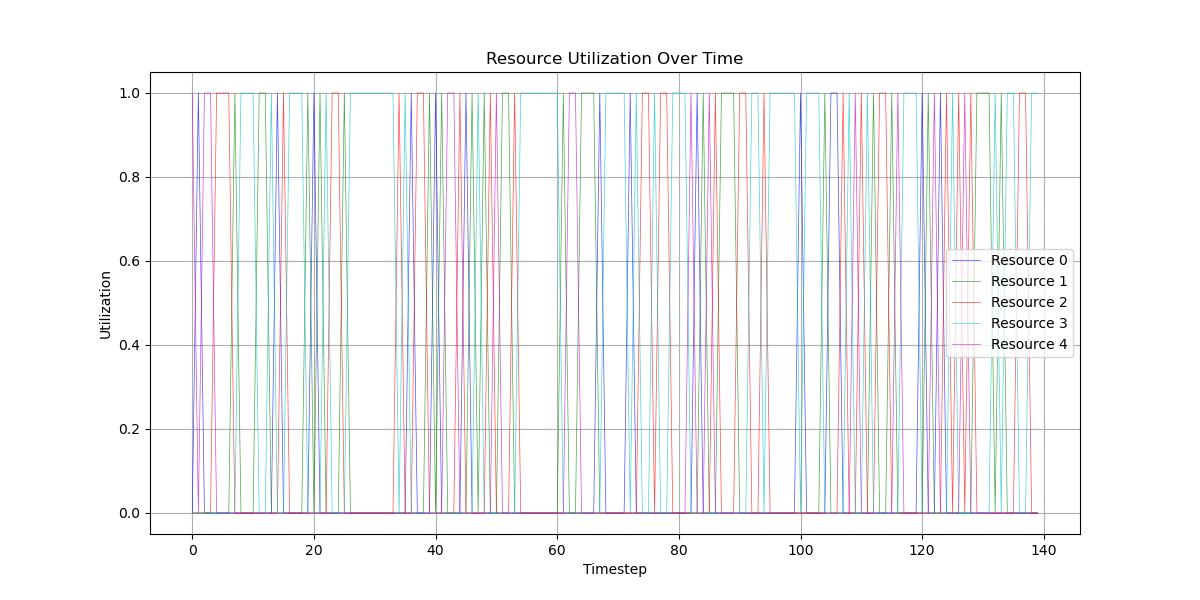 Resource Utilization Over Time
Utilization
1.0
0.8
0.6
0.4
0.2
0.0
Resource 0
Resource 1
Resource 2
Resource 3
Resource 4
0 20 40 60 80 100 120 140
Timestep